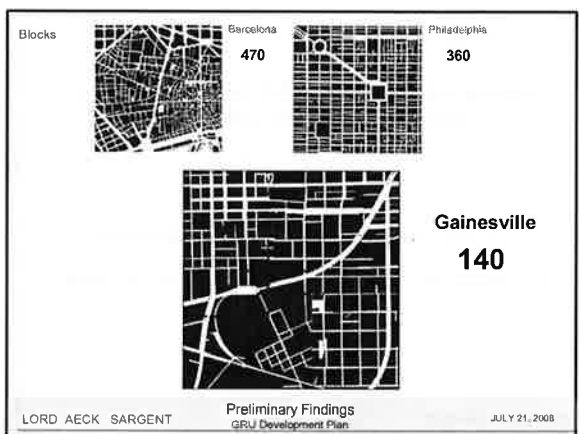 Blocks
Barcelona
470
Philadelphia
360
Gainesville
140
LORD AECK SARGENT
Preliminary Findings
GRU Development Plan
JULY 21, 2008